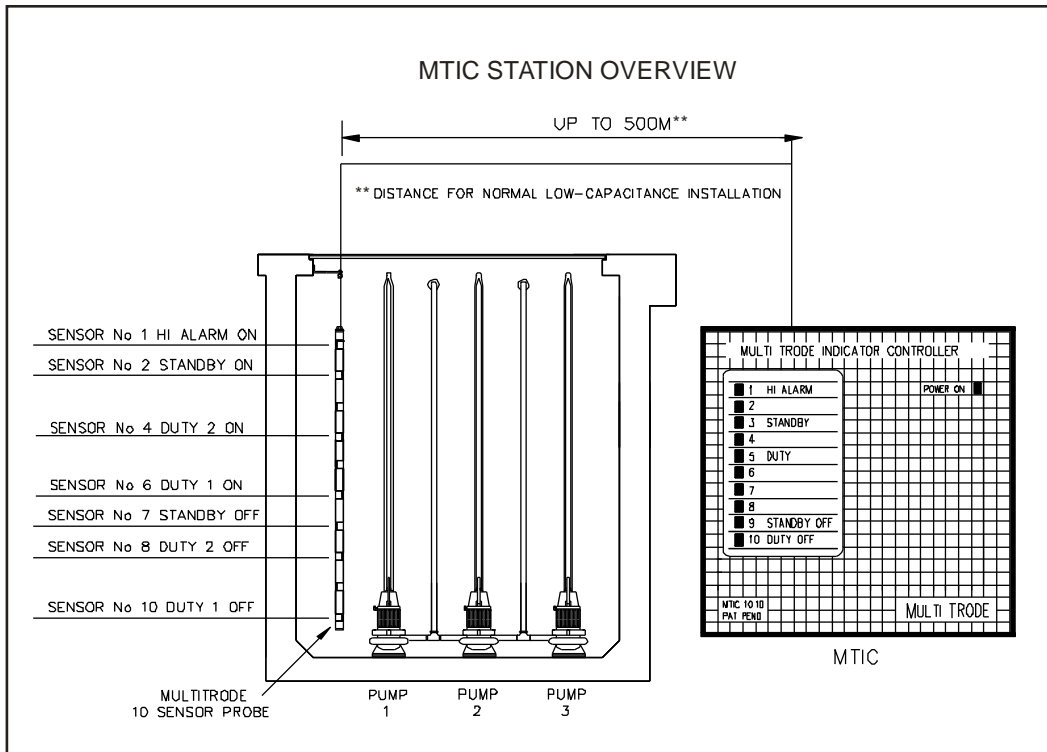 MTIC STATION OVERVIEW
UP TO 500M**
** DISTANCE FOR NORMAL LOW-CAPACITANCE INSTALLATION
SENSOR No 1 HI ALARM ON
SENSOR No 2 STANDBY ON
SENSOR No 4 DUTY 2 ON
SENSOR No 6 DUTY 1 ON
SENSOR No 7 STANDBY OFF
SENSOR No 8 DUTY 2 OFF
SENSOR No 10 DUTY 1 OFF
MULTITRODE
10 SENSOR PROBE
PUMP
1
PUMP
2
PUMP
3
MULTI TRODE INDICATOR CONTROLLER
POWER ON
1 HI ALARM
2
3 STANDBY
4
5 DUTY
6
7
8
9 STANDBY OFF
10 DUTY OFF
MTIC 10 10
PAT PEND
MULTI TRODE
MTIC